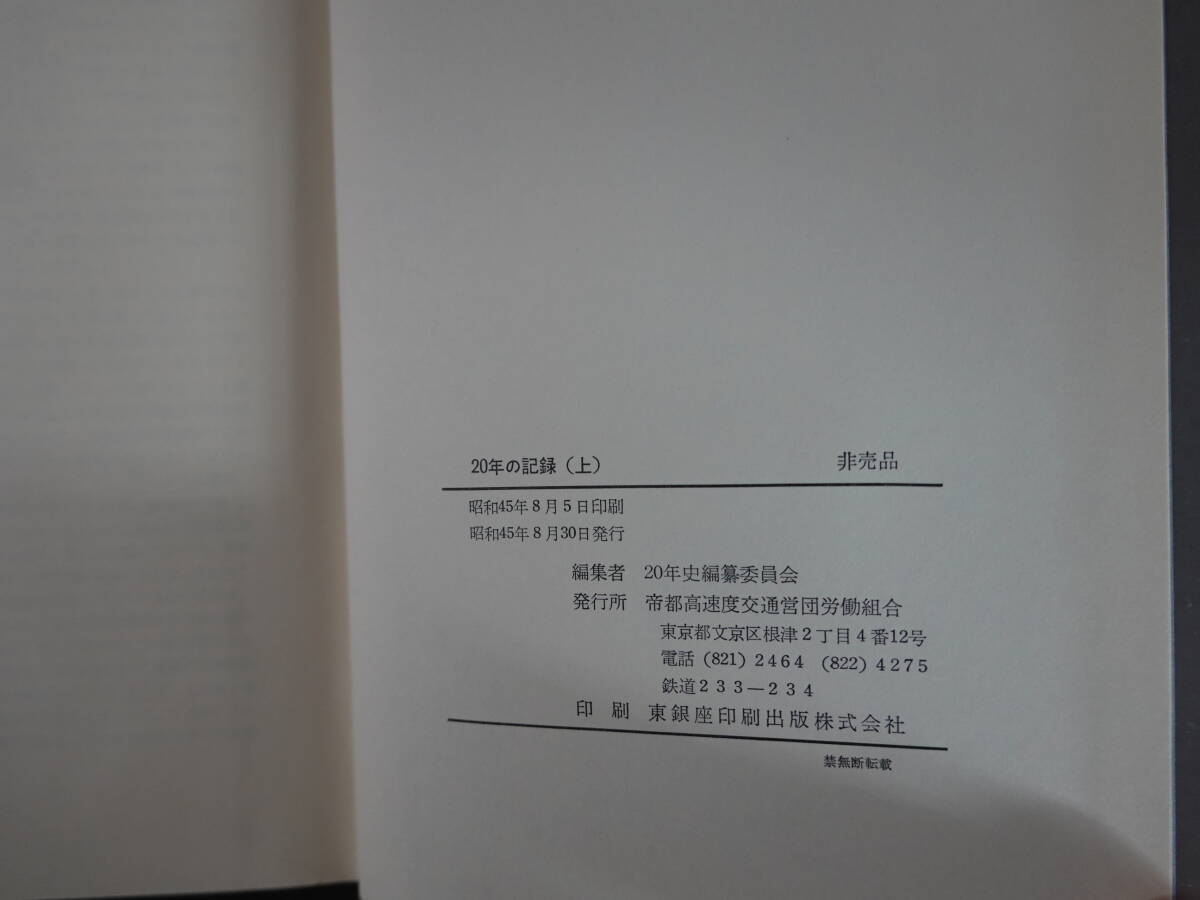 20年の記録（上） 非売品
昭和45年8月5日印刷
昭和45年8月30日発行
編集者 20年史編纂委員会
発行所 帝都高速度交通営団労働組合
東京都文京区根津2丁目4番12号
電話 (821) 2464 (822) 4275
鉄道233―234
印刷 東銀座印刷出版株式会社
禁無断転載